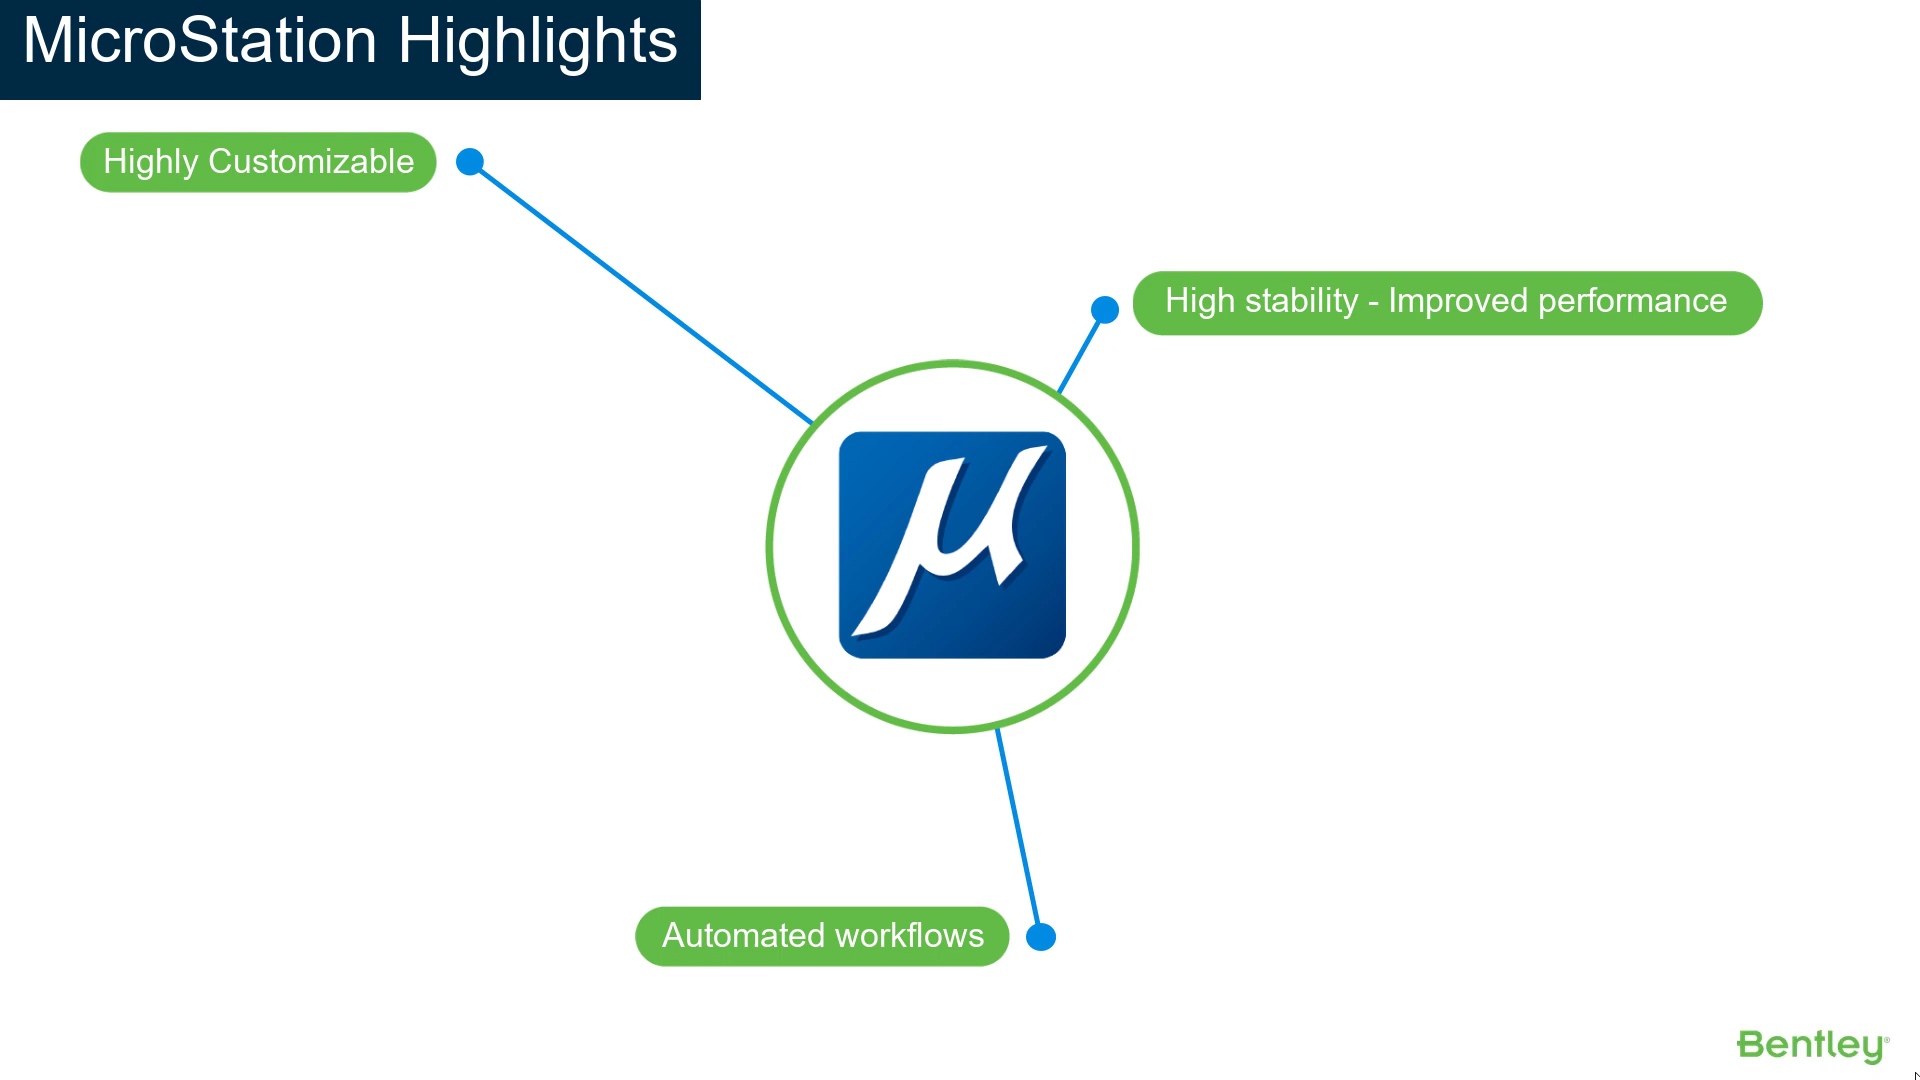 MicroStation Highlights
Highly Customizable
High stability - Improved performance
µ
Automated workflows
Bentley®